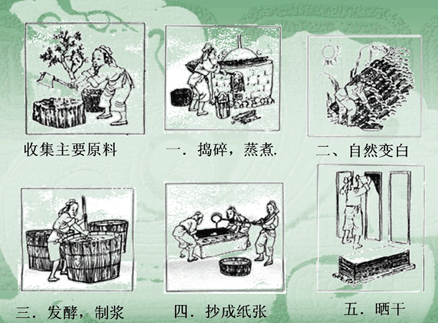 收集主要原料
一．捣碎，蒸煮.
二、自然变白
三．发酵，制浆
四．抄成纸张
五．晒干